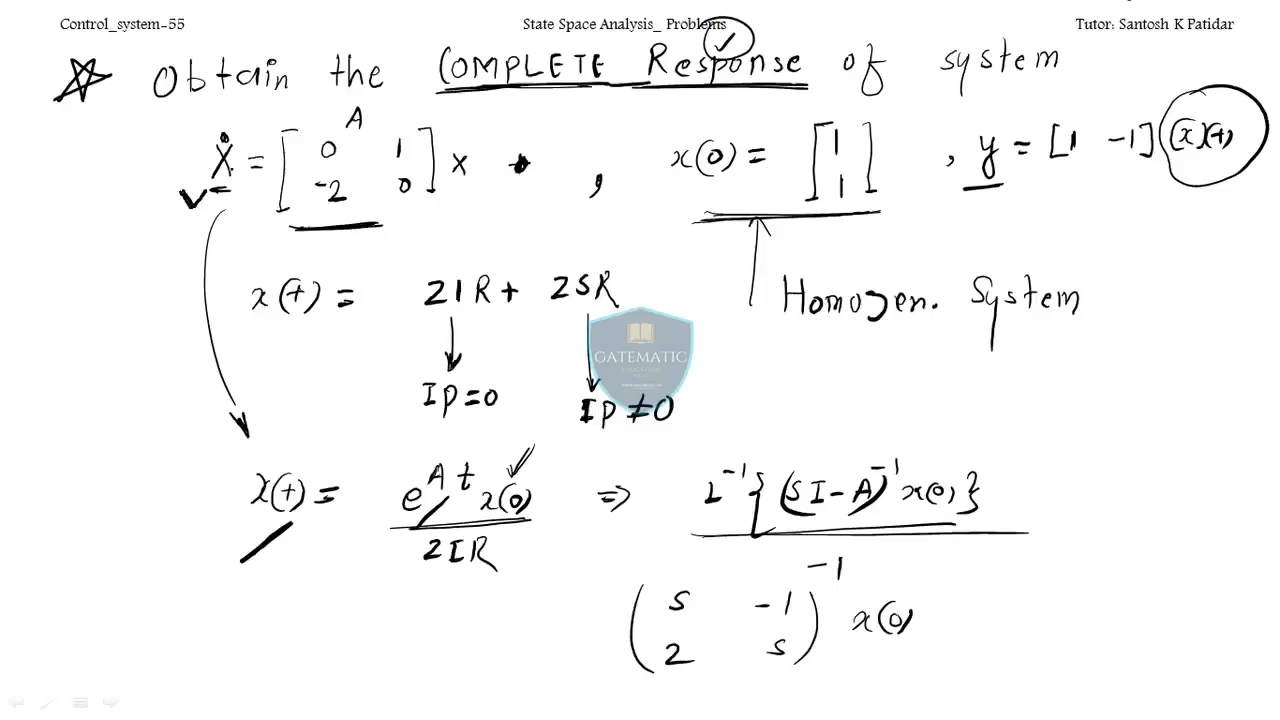 Control_system-55 State Space Analysis_ Problems Tutor: Santosh K Patidar
Obtain the COMPLETE Response of system ✓
Ẋ = [0 1; -2 0] x , x(0) = [1; 1] , y = [1 -1] [x](t)
A
x(t) = ZIR + ZSR Homogen. System
GATEMATIC
IP=0 IP≠0
x(t) = e^{At} x(0) ⇒ L^{-1}{(SI-A)^{-1} x(0)}
ZIR
(s -1; 2 s)^{-1} x(0)